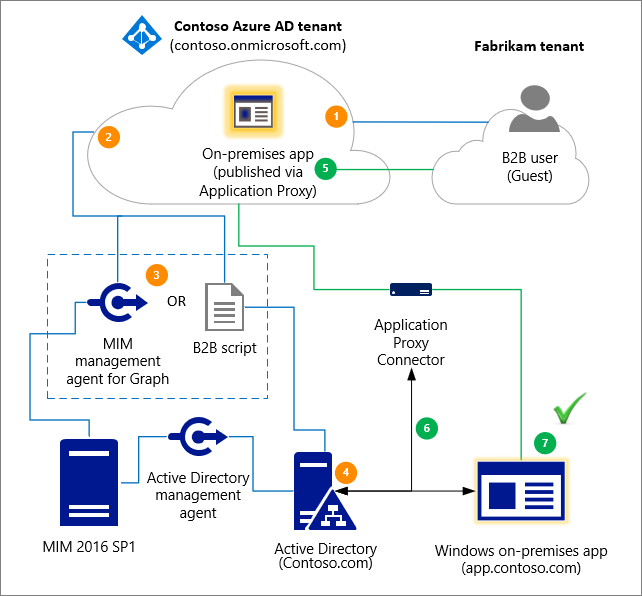 Contoso Azure AD tenant
(contoso.onmicrosoft.com)
Fabrikam tenant
1
2
On-premises app
(published via
Application Proxy)
5
B2B user
(Guest)
3
OR
MIM
management
agent for Graph
B2B script
Application
Proxy
Connector
6
7
4
Active Directory
management
agent
MIM 2016 SP1
Active Directory
(Contoso.com)
Windows on-premises app
(app.contoso.com)